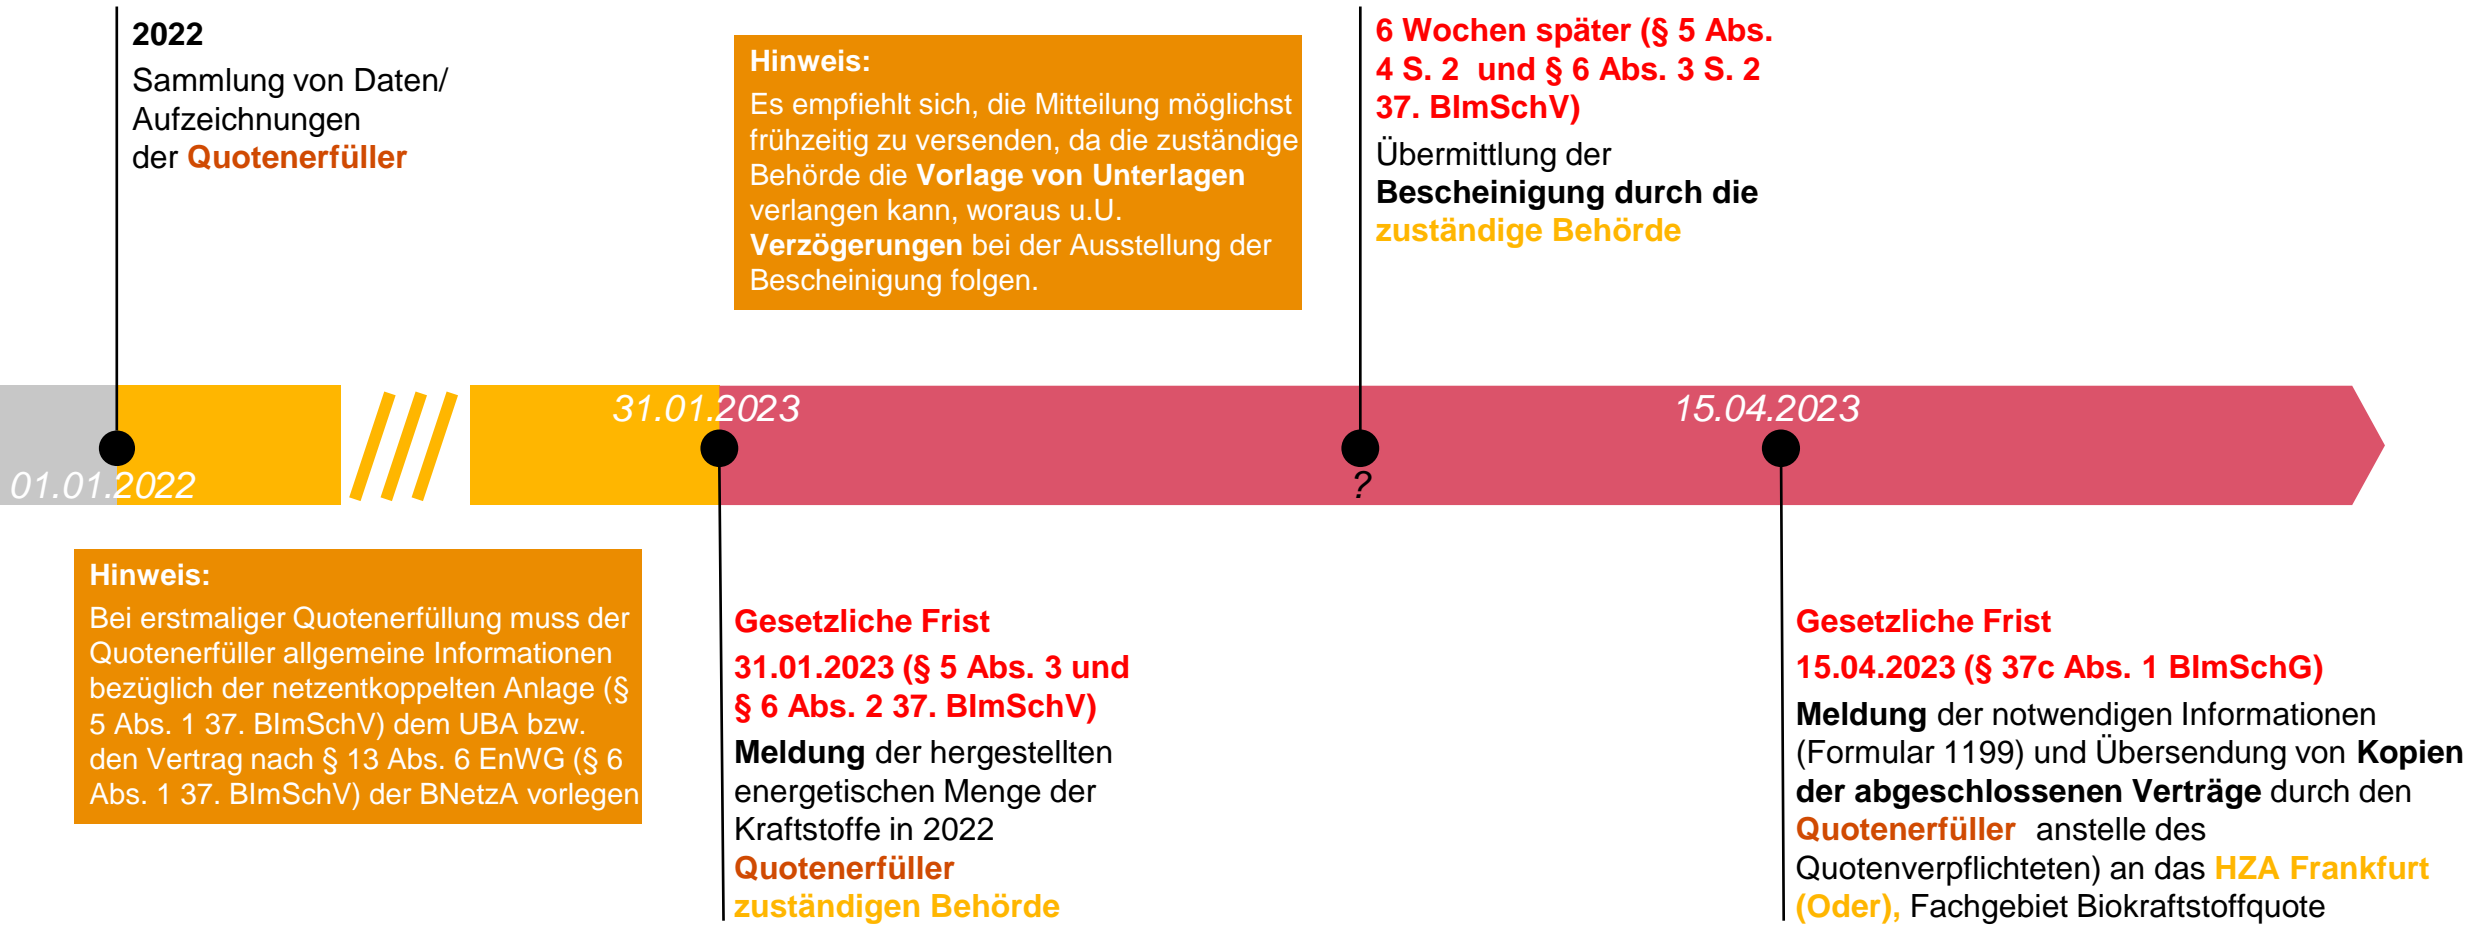 2022
Sammlung von Daten/
Aufzeichnungen
der Quotenerfüller
Hinweis:
Es empfiehlt sich, die Mitteilung möglichst
frühzeitig zu versenden, da die zuständige
Behörde die Vorlage von Unterlagen
verlangen kann, woraus u.U.
Verzögerungen bei der Ausstellung der
Bescheinigung folgen.
6 Wochen später (§ 5 Abs.
4 S. 2 und § 6 Abs. 3 S. 2
37. BImSchV)
Übermittlung der
Bescheinigung durch die
zuständige Behörde
01.01.2022
31.01.2023
?
15.04.2023
Hinweis:
Bei erstmaliger Quotenerfüllung muss der
Quotenerfüller allgemeine Informationen
bezüglich der netzentkoppelten Anlage (§
5 Abs. 1 37. BImSchV) dem UBA bzw.
den Vertrag nach § 13 Abs. 6 EnWG (§ 6
Abs. 1 37. BImSchV) der BNetzA vorlegen
Gesetzliche Frist
31.01.2023 (§ 5 Abs. 3 und
§ 6 Abs. 2 37. BImSchV)
Meldung der hergestellten
energetischen Menge der
Kraftstoffe in 2022
Quotenerfüller
zuständigen Behörde
Gesetzliche Frist
15.04.2023 (§ 37c Abs. 1 BImSchG)
Meldung der notwendigen Informationen
(Formular 1199) und Übersendung von Kopien
der abgeschlossenen Verträge durch den
Quotenerfüller anstelle des
Quotenverpflichteten) an das HZA Frankfurt
(Oder), Fachgebiet Biokraftstoffquote